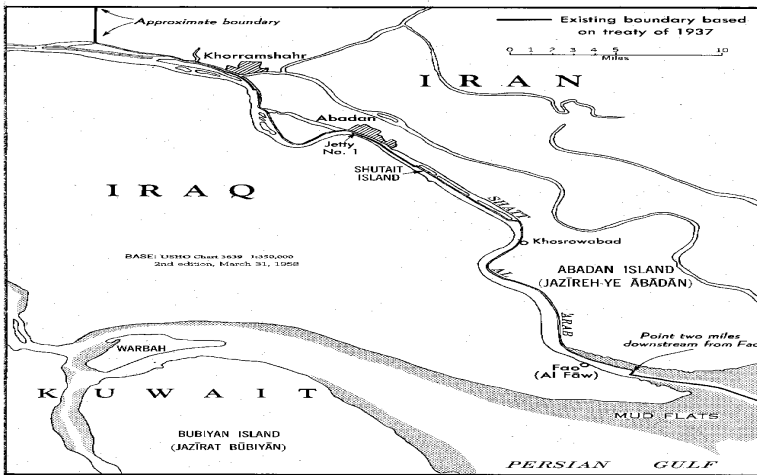 Approximate boundary
Existing boundary based
on treaty of 1937
0 1 2 3 4 5 10
Miles
Khorramshahr
IRAN
Abadan
Jetty
No. 1
SHUTAIT
ISLAND
IRAQ
SHATT
Khosrowabad
BASE: USHO Chart 3639 1:350,000
2nd edition, March 31, 1958
AL
ABADAN ISLAND
(JAZĪREH-YE ĀBĀDĀN)
ARAB
Point two miles
downstream from Fao
WARBAH
Fao
(Al Fāw)
KUWAIT
MUD FLATS
BUBIYAN ISLAND
(JAZĪRAT BŪBIYĀN)
PERSIAN GULF